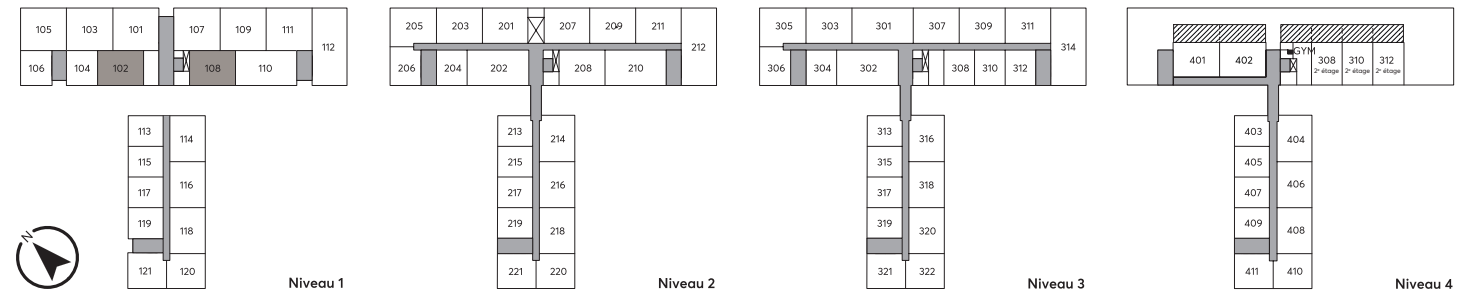 105 103 101 107 109 111 112
106 104 102 108 110
113 114
115
116
117
119 118
121 120
N
Niveau 1
205 203 201 207 209 211 212
206 204 202 208 210
213 214
215
216
217
219 218
221 220
Niveau 2
305 303 301 307 309 311 314
306 304 302 308 310 312
313 316
315
318
317
319 320
321 322
Niveau 3
GYM
401 402 308 310 312
2e étage 2e étage 2e étage
403 404
405
406
407
409 408
411 410
Niveau 4